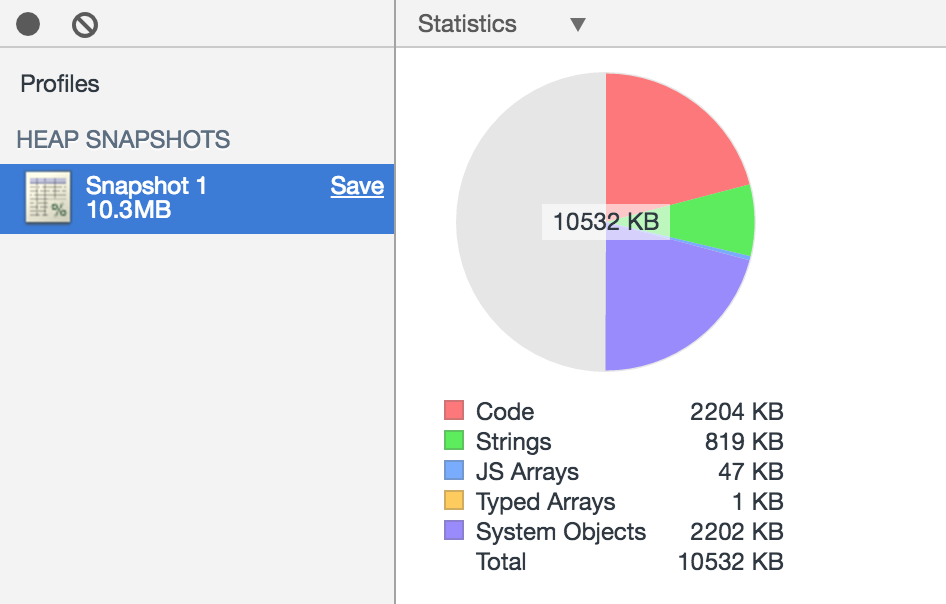 Statistics ▼
Profiles
HEAP SNAPSHOTS
Snapshot 1 Save
10.3MB
%
10532 KB
Code 2204 KB
Strings 819 KB
JS Arrays 47 KB
Typed Arrays 1 KB
System Objects 2202 KB
Total 10532 KB